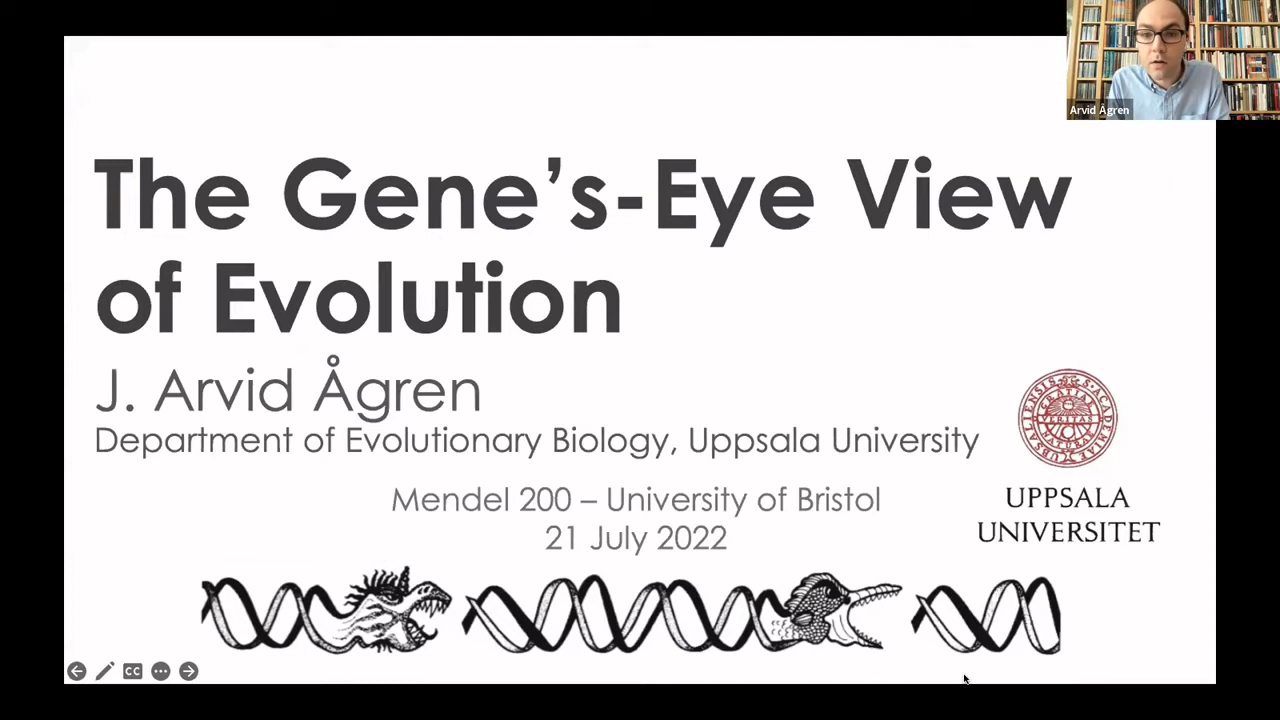 Arvid Ågren
The Gene’s-Eye View
of Evolution
J. Arvid Ågren
Department of Evolutionary Biology, Uppsala University
Mendel 200 – University of Bristol
21 July 2022
UPPSALA
UNIVERSITET
CC